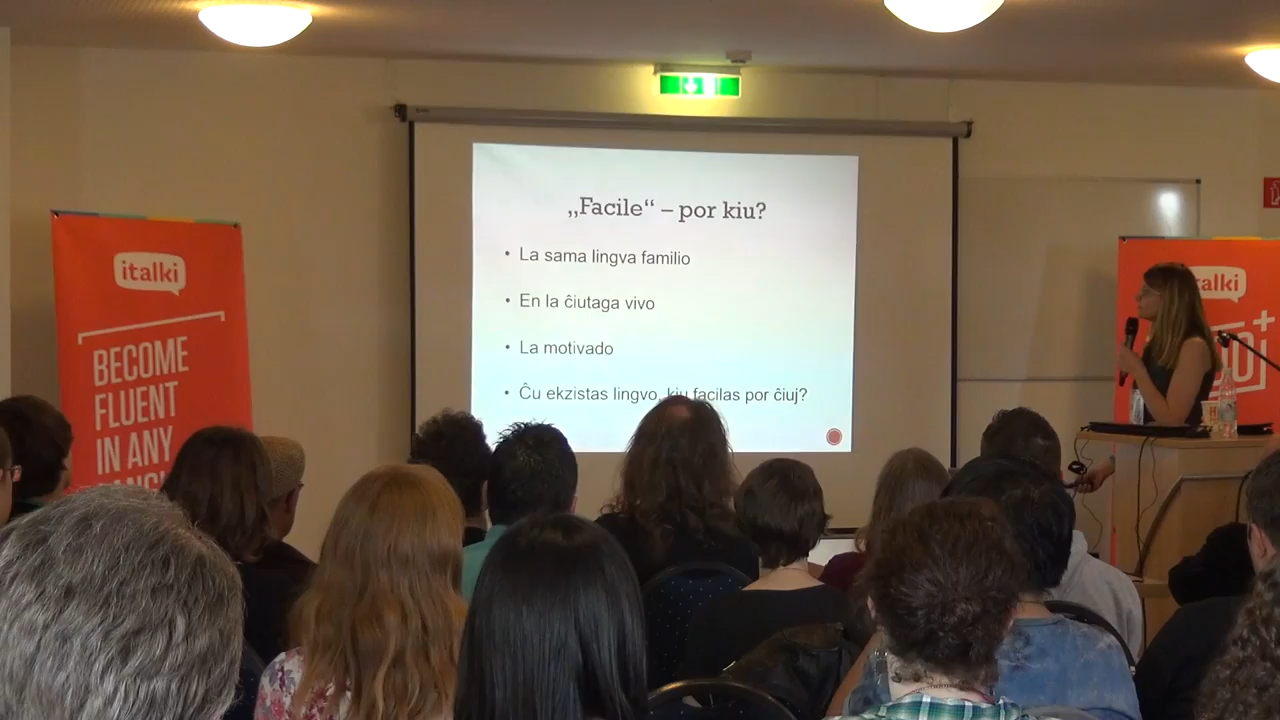 „Facile“ – por kiu?
• La sama lingva familio
• En la ĉiutaga vivo
• La motivado
• Ĉu ekzistas lingvo, kiu facilas por ĉiuj?
italki
BECOME
FLUENT
IN ANY
italki